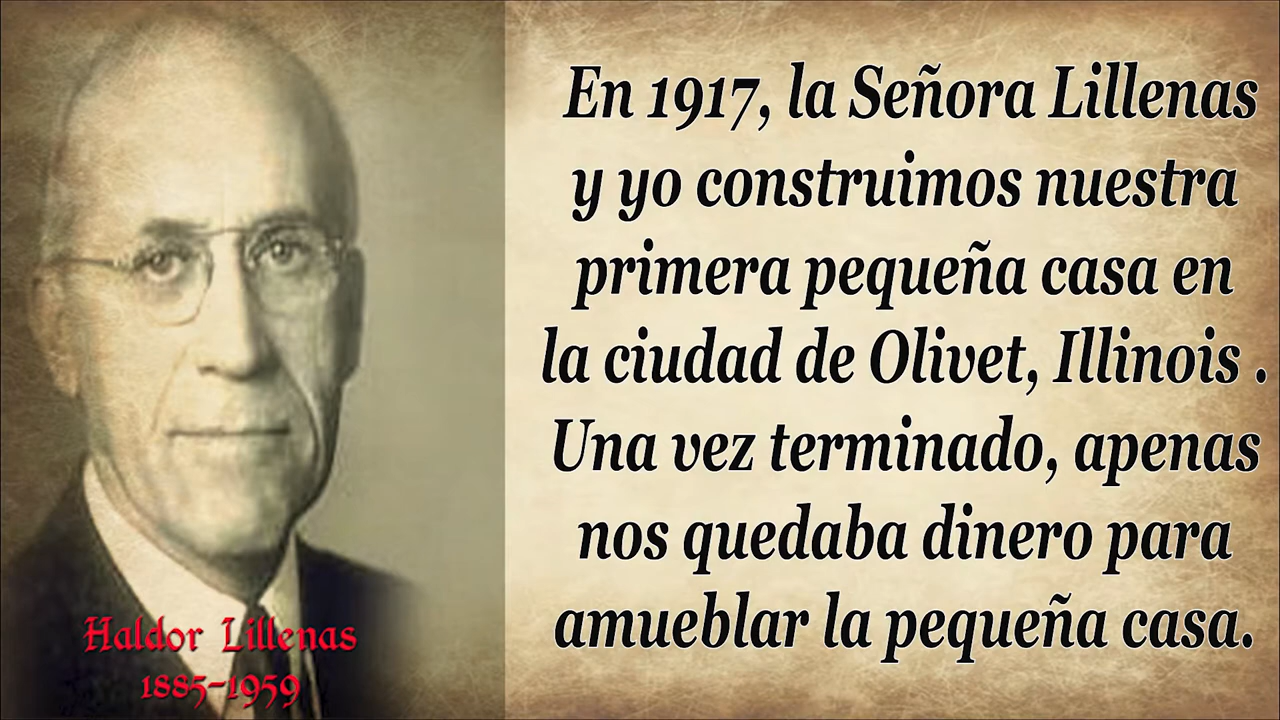 En 1917, la Señora Lillenas
y yo construimos nuestra
primera pequeña casa en
la ciudad de Olivet, Illinois .
Una vez terminado, apenas
nos quedaba dinero para
amueblar la pequeña casa.
Haldor Lillenas
1885-1959